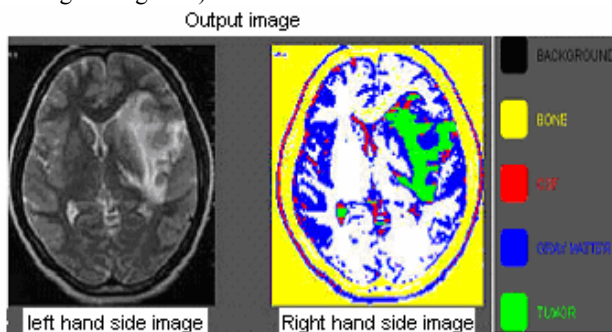 Output image
BACKGROUND
BONE
CSF
GRAY MATTER
TUMOR
left hand side image
Right hand side image